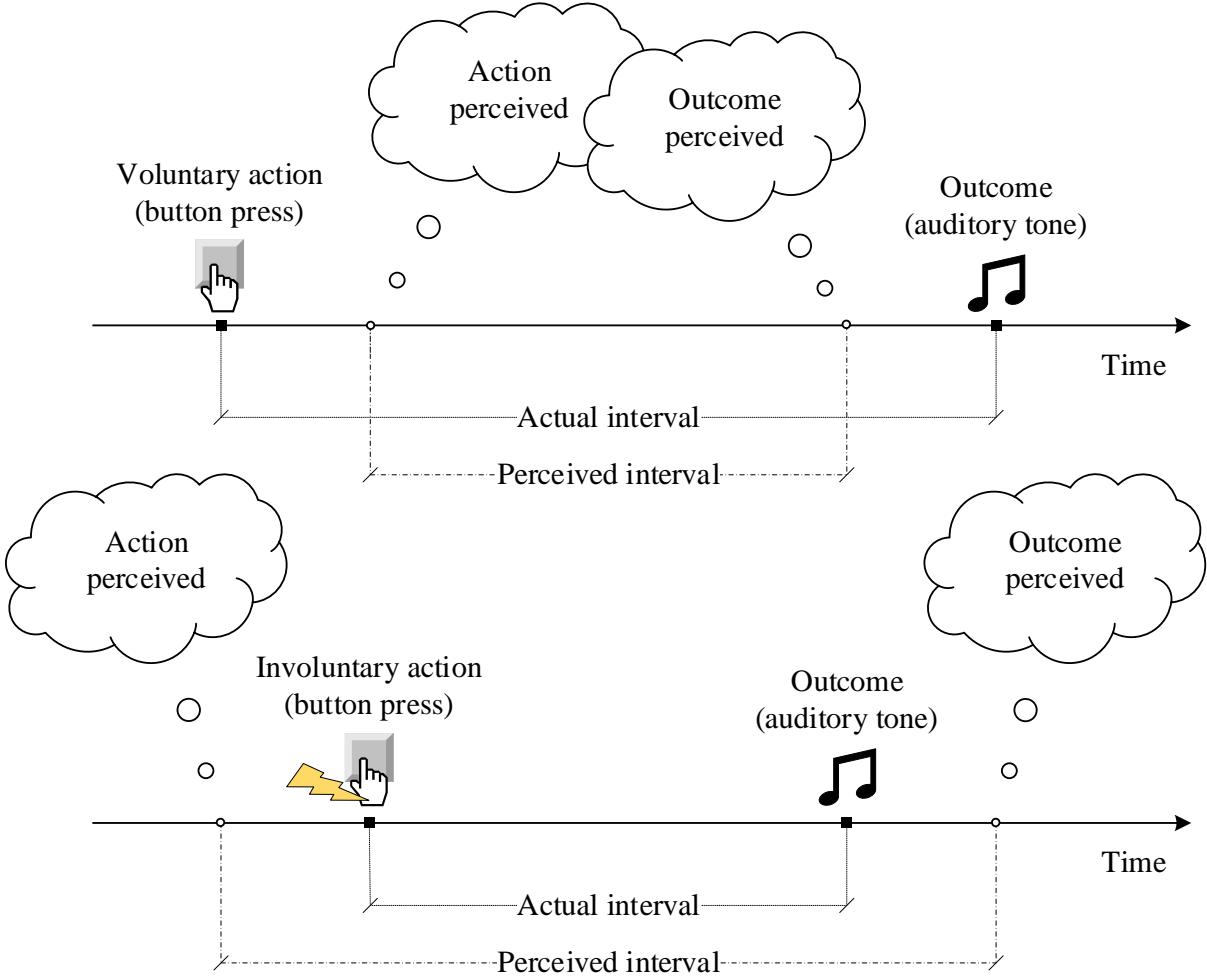 Action
perceived
Outcome
perceived
Voluntary action
(button press)
Outcome
(auditory tone)
Time
Actual interval
Perceived interval
Action
perceived
Outcome
perceived
Involuntary action
(button press)
Outcome
(auditory tone)
Time
Actual interval
Perceived interval